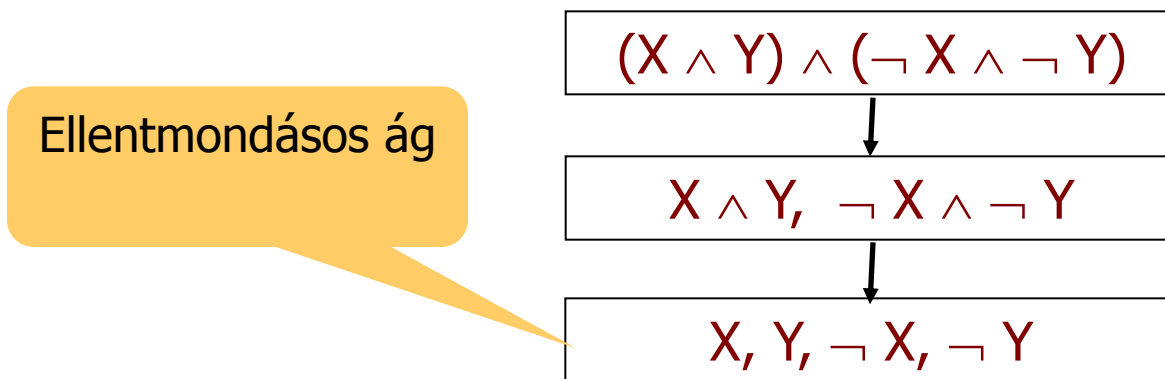 (X ∧ Y) ∧ (¬ X ∧ ¬ Y)
Ellentmondásos ág
X ∧ Y, ¬ X ∧ ¬ Y
X, Y, ¬ X, ¬ Y